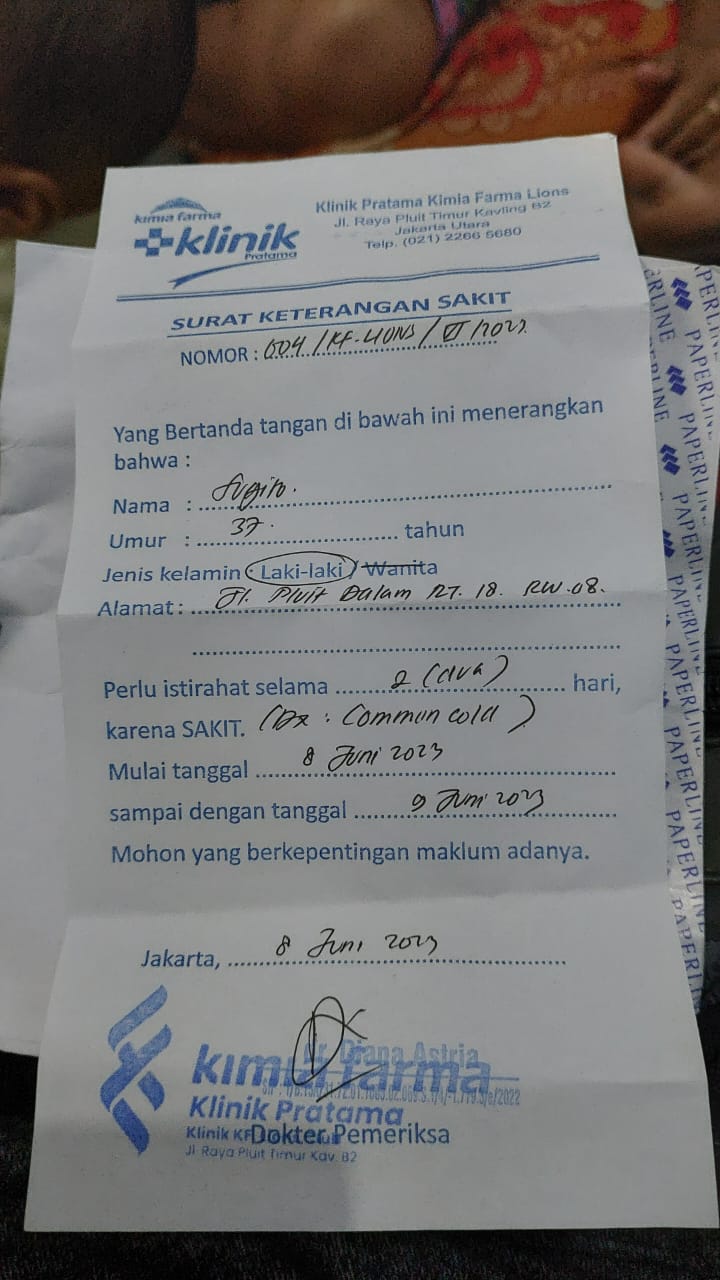 kimia farma
klinik
Pratama
Klinik Pratama Kimia Farma Lions
Jl. Raya Pluit Timur Kavling B2
Jakarta Utara
Telp. (021) 2266 5680
SURAT KETERANGAN SAKIT
NOMOR : 004 / KF-LIONS / VI / 2023
Yang Bertanda tangan di bawah ini menerangkan
bahwa :
Nama : Sugito.
Umur : 37. tahun
Jenis kelamin Laki-laki / Wanita
Alamat : Jl. Pluit Dalam RT. 18. RW. 08.
Perlu istirahat selama 2 (dua) hari,
karena SAKIT. (Dx : Common cold)
Mulai tanggal 8 Juni 2023
sampai dengan tanggal 9 Juni 2023
Mohon yang berkepentingan maklum adanya.
Jakarta, 8 Juni 2023
dr. Diana Astria
kimia farma
Klinik Pratama
Klinik KF
Dokter Pemeriksa
Jl Raya Pluit Timur Kav. B2
PAPERLINE
PAPERLINE
PAPERLINE
PAPERLINE
PAPERLINE
PAPERLINE